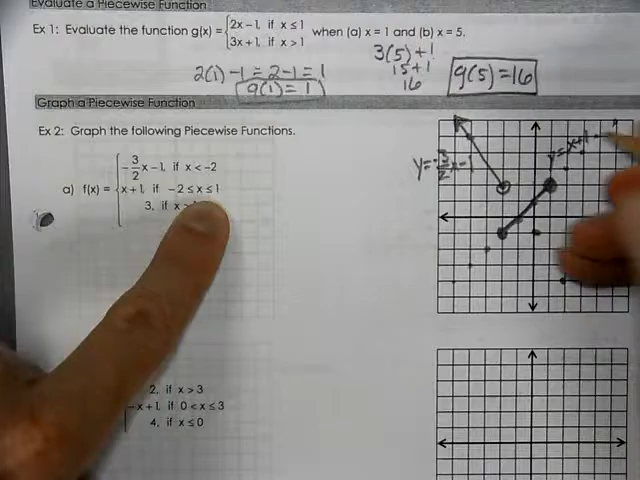 Evaluate a Piecewise Function
Ex 1: Evaluate the function g(x) = { 2x − 1, if x ≤ 1
3x + 1, if x > 1
when (a) x = 1 and (b) x = 5.
2(1) − 1 = 2 − 1 = 1
g(1) = 1
3(5) + 1
15 + 1
16
g(5) = 16
Graph a Piecewise Function
Ex 2: Graph the following Piecewise Functions.
a) f(x) = { −3/2 x − 1, if x < −2
x + 1, if −2 ≤ x ≤ 1
3, if x >
y = −3/2 x − 1
y = x + 1
2, if x > 3
−x + 1, if 0 < x ≤ 3
4, if x ≤ 0